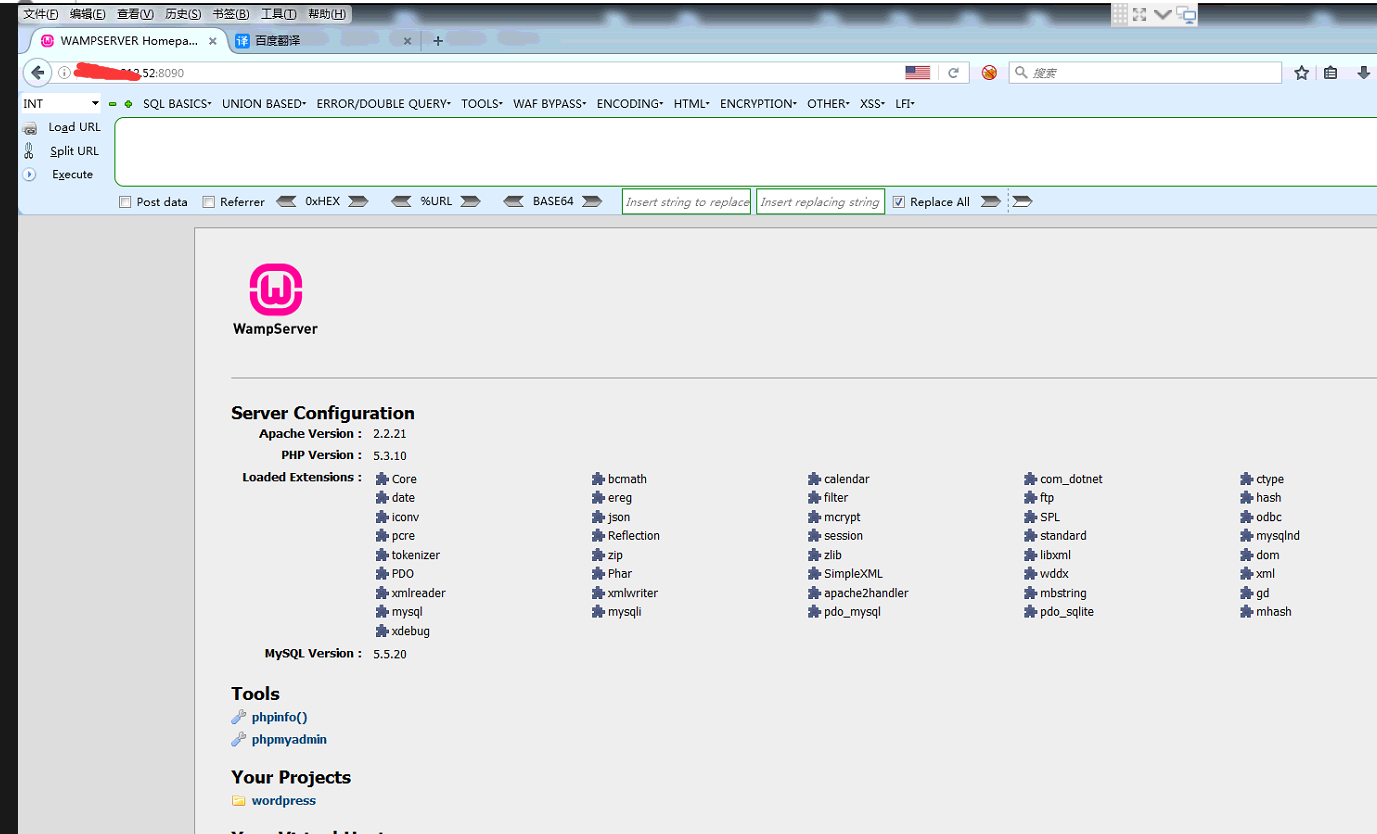 文件(F) 编辑(E) 查看(V) 历史(S) 书签(B) 工具(T) 帮助(H)
WAMPSERVER Homepa... × 译 百度翻译 × +
.52:8090 搜索
INT SQL BASICS UNION BASED ERROR/DOUBLE QUERY TOOLS WAF BYPASS ENCODING HTML ENCRYPTION OTHER XSS LFI
Load URL
Split URL
Execute
Post data Referrer 0xHEX %URL BASE64 Insert string to replace Insert replacing string Replace All
W
WampServer
Server Configuration
Apache Version : 2.2.21
PHP Version : 5.3.10
Loaded Extensions : Core bcmath calendar com_dotnet ctype
date ereg filter ftp hash
iconv json mcrypt SPL odbc
pcre Reflection session standard mysqlnd
tokenizer zip zlib libxml dom
PDO Phar SimpleXML wddx xml
xmlreader xmlwriter apache2handler mbstring gd
mysql mysqli pdo_mysql pdo_sqlite mhash
xdebug
MySQL Version : 5.5.20
Tools
phpinfo()
phpmyadmin
Your Projects
wordpress